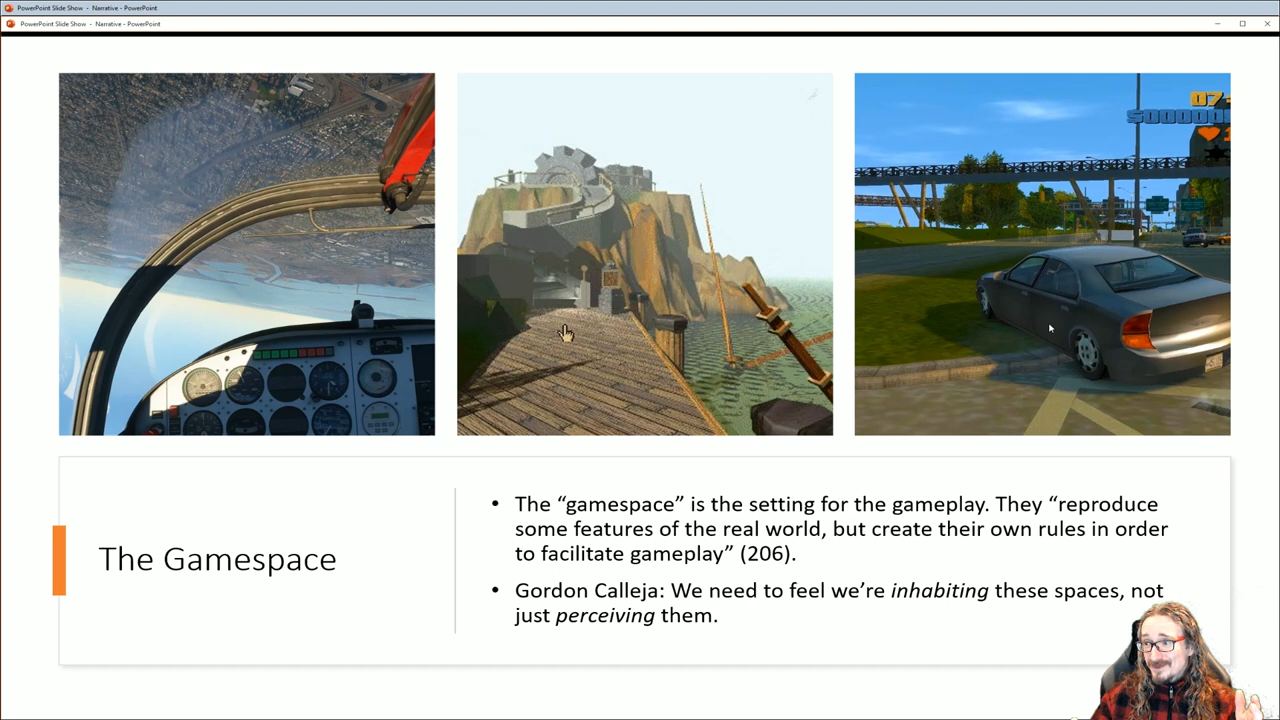 PowerPoint Slide Show - Narrative - PowerPoint
PowerPoint Slide Show - Narrative - PowerPoint
07
The Gamespace
• The “gamespace” is the setting for the gameplay. They “reproduce
some features of the real world, but create their own rules in order
to facilitate gameplay” (206).
• Gordon Calleja: We need to feel we’re inhabiting these spaces, not
just perceiving them.